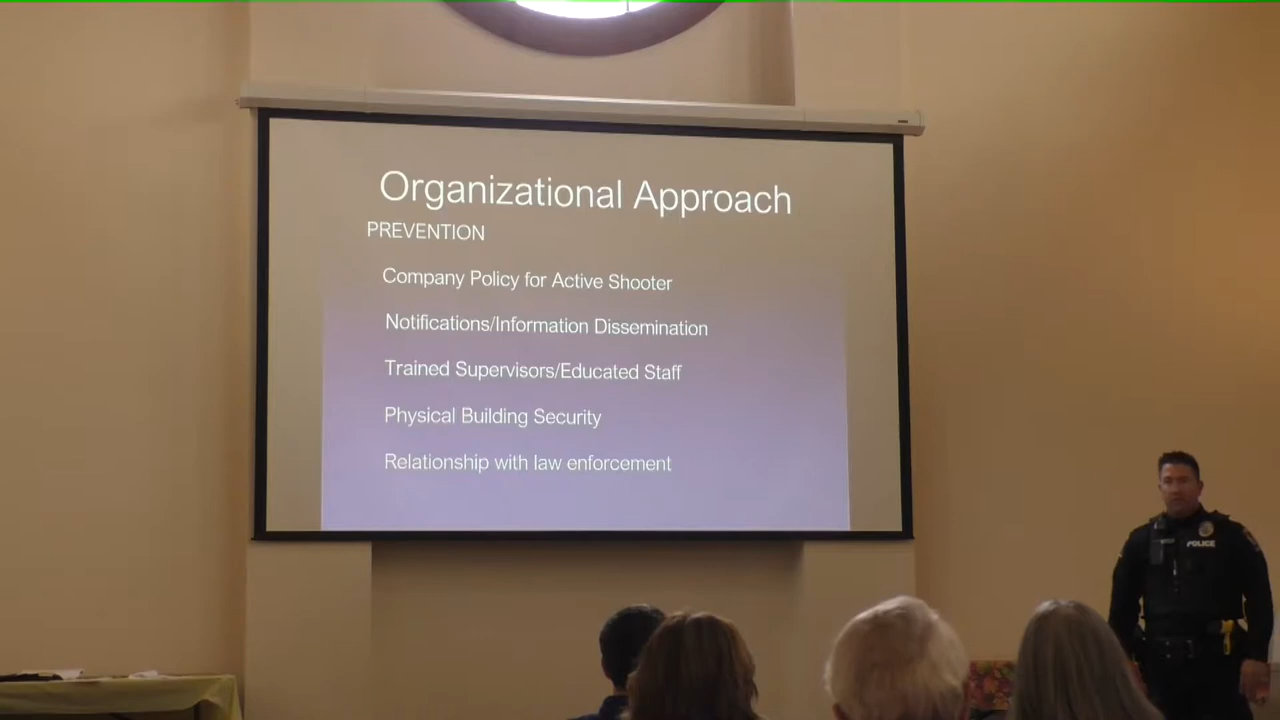 Organizational Approach
PREVENTION
Company Policy for Active Shooter
Notifications/Information Dissemination
Trained Supervisors/Educated Staff
Physical Building Security
Relationship with law enforcement
POLICE